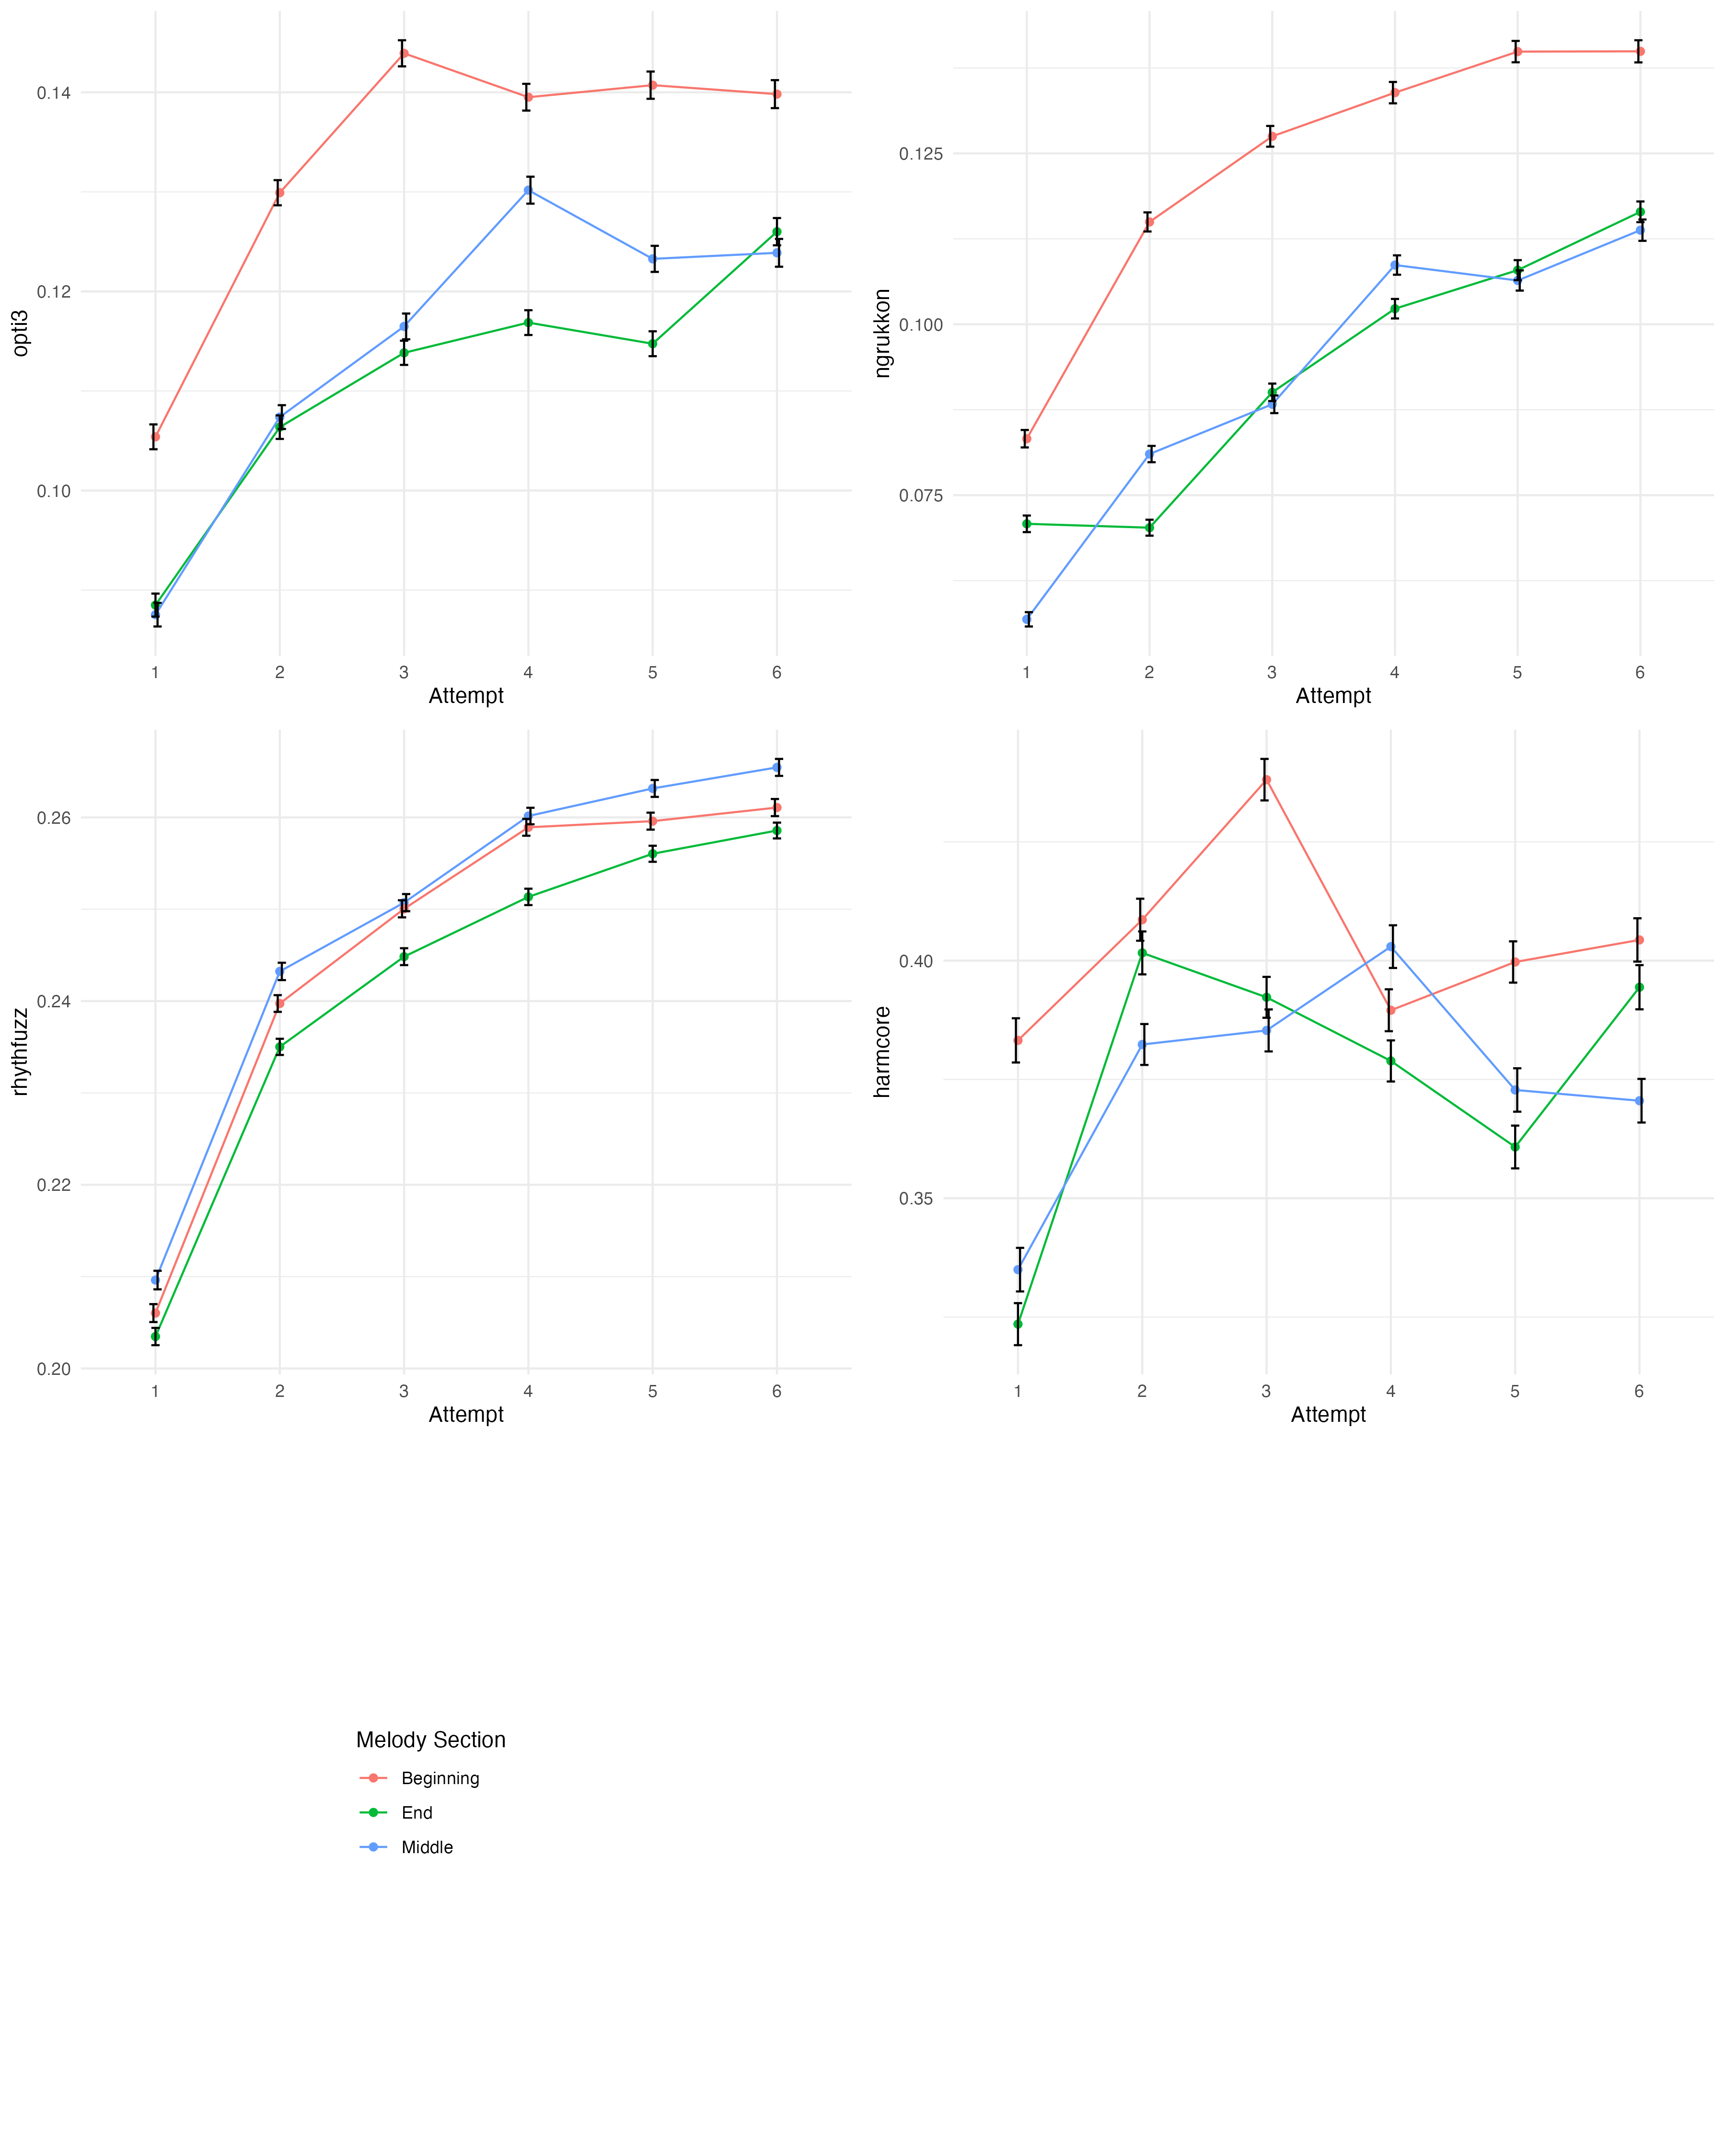 opti3
0.14
0.12
0.10
1 2 3 4 5 6
Attempt
ngrukkon
0.125
0.100
0.075
1 2 3 4 5 6
Attempt
rhythfuzz
0.26
0.24
0.22
0.20
1 2 3 4 5 6
Attempt
harmcore
0.40
0.35
1 2 3 4 5 6
Attempt
Melody Section
Beginning
End
Middle